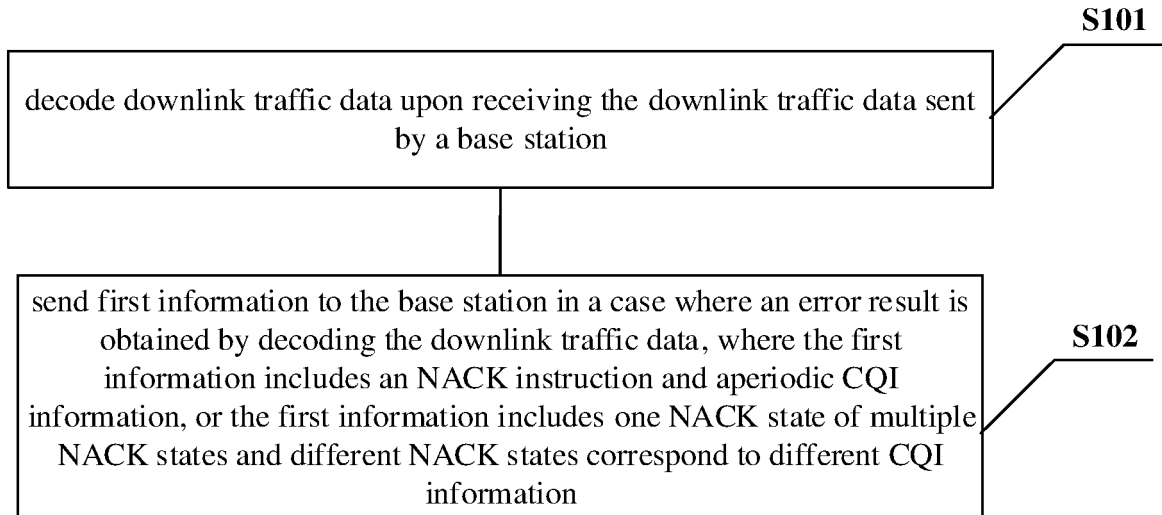 S101
decode downlink traffic data upon receiving the downlink traffic data sent
by a base station
send first information to the base station in a case where an error result is
obtained by decoding the downlink traffic data, where the first
information includes an NACK instruction and aperiodic CQI
information, or the first information includes one NACK state of multiple
NACK states and different NACK states correspond to different CQI
information
S102